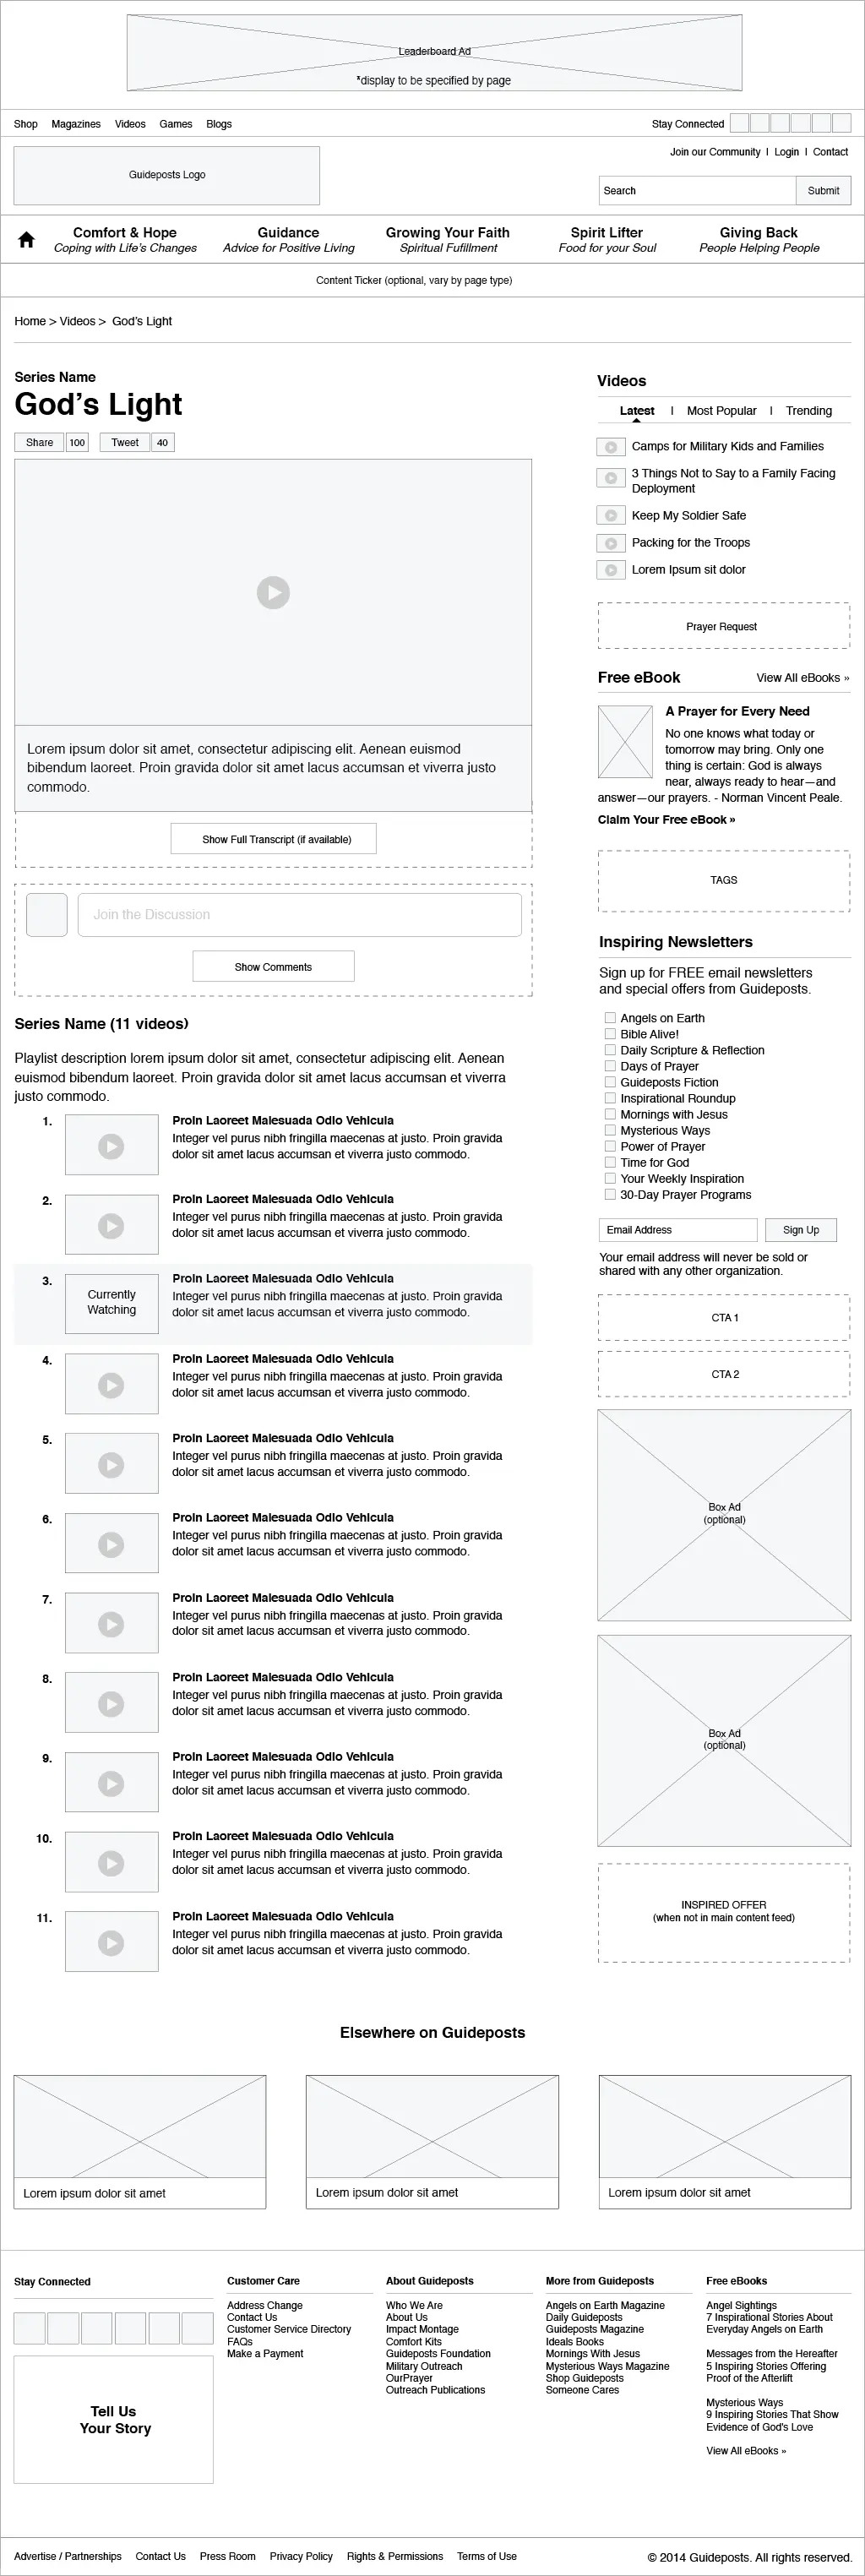 Leaderboard Ad
*display to be specified by page
Shop Magazines Videos Games Blogs
Stay Connected
Join our Community | Login | Contact
Guideposts Logo
Search Submit
Comfort & Hope
Coping with Life's Changes
Guidance
Advice for Positive Living
Growing Your Faith
Spiritual Fufillment
Spirit Lifter
Food for your Soul
Giving Back
People Helping People
Content Ticker (optional, vary by page type)
Home > Videos > God's Light
Series Name
God's Light
Share 100 Tweet 40
Lorem ipsum dolor sit amet, consectetur adipiscing elit. Aenean euismod
bibendum laoreet. Proin gravida dolor sit amet lacus accumsan et viverra justo
commodo.
Show Full Transcript (if available)
Join the Discussion
Show Comments
Series Name (11 videos)
Playlist description lorem ipsum dolor sit amet, consectetur adipiscing elit. Aenean
euismod bibendum laoreet. Proin gravida dolor sit amet lacus accumsan et viverra
justo commodo.
1.
Proin Laoreet Malesuada Odio Vehicula
Integer vel purus nibh fringilla maecenas at justo. Proin gravida
dolor sit amet lacus accumsan et viverra justo commodo.
2.
Proin Laoreet Malesuada Odio Vehicula
Integer vel purus nibh fringilla maecenas at justo. Proin gravida
dolor sit amet lacus accumsan et viverra justo commodo.
3.
Currently
Watching
Proin Laoreet Malesuada Odio Vehicula
Integer vel purus nibh fringilla maecenas at justo. Proin gravida
dolor sit amet lacus accumsan et viverra justo commodo.
4.
Proin Laoreet Malesuada Odio Vehicula
Integer vel purus nibh fringilla maecenas at justo. Proin gravida
dolor sit amet lacus accumsan et viverra justo commodo.
5.
Proin Laoreet Malesuada Odio Vehicula
Integer vel purus nibh fringilla maecenas at justo. Proin gravida
dolor sit amet lacus accumsan et viverra justo commodo.
6.
Proin Laoreet Malesuada Odio Vehicula
Integer vel purus nibh fringilla maecenas at justo. Proin gravida
dolor sit amet lacus accumsan et viverra justo commodo.
7.
Proin Laoreet Malesuada Odio Vehicula
Integer vel purus nibh fringilla maecenas at justo. Proin gravida
dolor sit amet lacus accumsan et viverra justo commodo.
8.
Proin Laoreet Malesuada Odio Vehicula
Integer vel purus nibh fringilla maecenas at justo. Proin gravida
dolor sit amet lacus accumsan et viverra justo commodo.
9.
Proin Laoreet Malesuada Odio Vehicula
Integer vel purus nibh fringilla maecenas at justo. Proin gravida
dolor sit amet lacus accumsan et viverra justo commodo.
10.
Proin Laoreet Malesuada Odio Vehicula
Integer vel purus nibh fringilla maecenas at justo. Proin gravida
dolor sit amet lacus accumsan et viverra justo commodo.
11.
Proin Laoreet Malesuada Odio Vehicula
Integer vel purus nibh fringilla maecenas at justo. Proin gravida
dolor sit amet lacus accumsan et viverra justo commodo.
Videos
Latest | Most Popular | Trending
Camps for Military Kids and Families
3 Things Not to Say to a Family Facing
Deployment
Keep My Soldier Safe
Packing for the Troops
Lorem Ipsum sit dolor
Prayer Request
Free eBook View All eBooks »
A Prayer for Every Need
No one knows what today or
tomorrow may bring. Only one
thing is certain: God is always
near, always ready to hear—and
answer—our prayers. - Norman Vincent Peale.
Claim Your Free eBook »
TAGS
Inspiring Newsletters
Sign up for FREE email newsletters
and special offers from Guideposts.
Angels on Earth
Bible Alive!
Daily Scripture & Reflection
Days of Prayer
Guideposts Fiction
Inspirational Roundup
Mornings with Jesus
Mysterious Ways
Power of Prayer
Time for God
Your Weekly Inspiration
30-Day Prayer Programs
Email Address Sign Up
Your email address will never be sold or
shared with any other organization.
CTA 1
CTA 2
Box Ad
(optional)
Box Ad
(optional)
INSPIRED OFFER
(when not in main content feed)
Elsewhere on Guideposts
Lorem ipsum dolor sit amet
Lorem ipsum dolor sit amet
Lorem ipsum dolor sit amet
Stay Connected
Tell Us
Your Story
Customer Care
Address Change
Contact Us
Customer Service Directory
FAQs
Make a Payment
About Guideposts
Who We Are
About Us
Impact Montage
Comfort Kits
Guideposts Foundation
Military Outreach
OurPrayer
Outreach Publications
More from Guideposts
Angels on Earth Magazine
Daily Guideposts
Guideposts Magazine
Ideals Books
Mornings With Jesus
Mysterious Ways Magazine
Shop Guideposts
Someone Cares
Free eBooks
Angel Sightings
7 Inspirational Stories About
Everyday Angels on Earth
Messages from the Hereafter
5 Inspiring Stories Offering
Proof of the Afterlift
Mysterious Ways
9 Inspiring Stories That Show
Evidence of God's Love
View All eBooks »
Advertise / Partnerships Contact Us Press Room Privacy Policy Rights & Permissions Terms of Use
© 2014 Guideposts. All rights reserved.